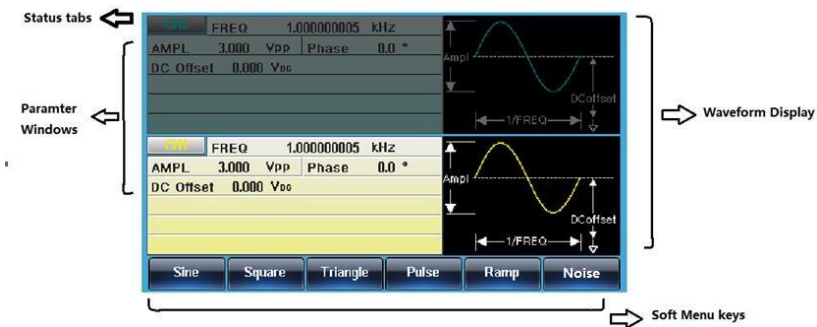 Status tabs
CH2 FREQ 1.000000005 kHz
AMPL 3.000 Vpp Phase 0.0 °
DC Offset 0.000 VDC
Ampl
DCoffset
1/FREQ
Paramter
Windows
Waveform Display
CH1 FREQ 1.000000005 kHz
AMPL 3.000 Vpp Phase 0.0 °
DC Offset 0.000 VDC
Ampl
DCoffset
1/FREQ
Sine Square Triangle Pulse Ramp Noise
Soft Menu keys